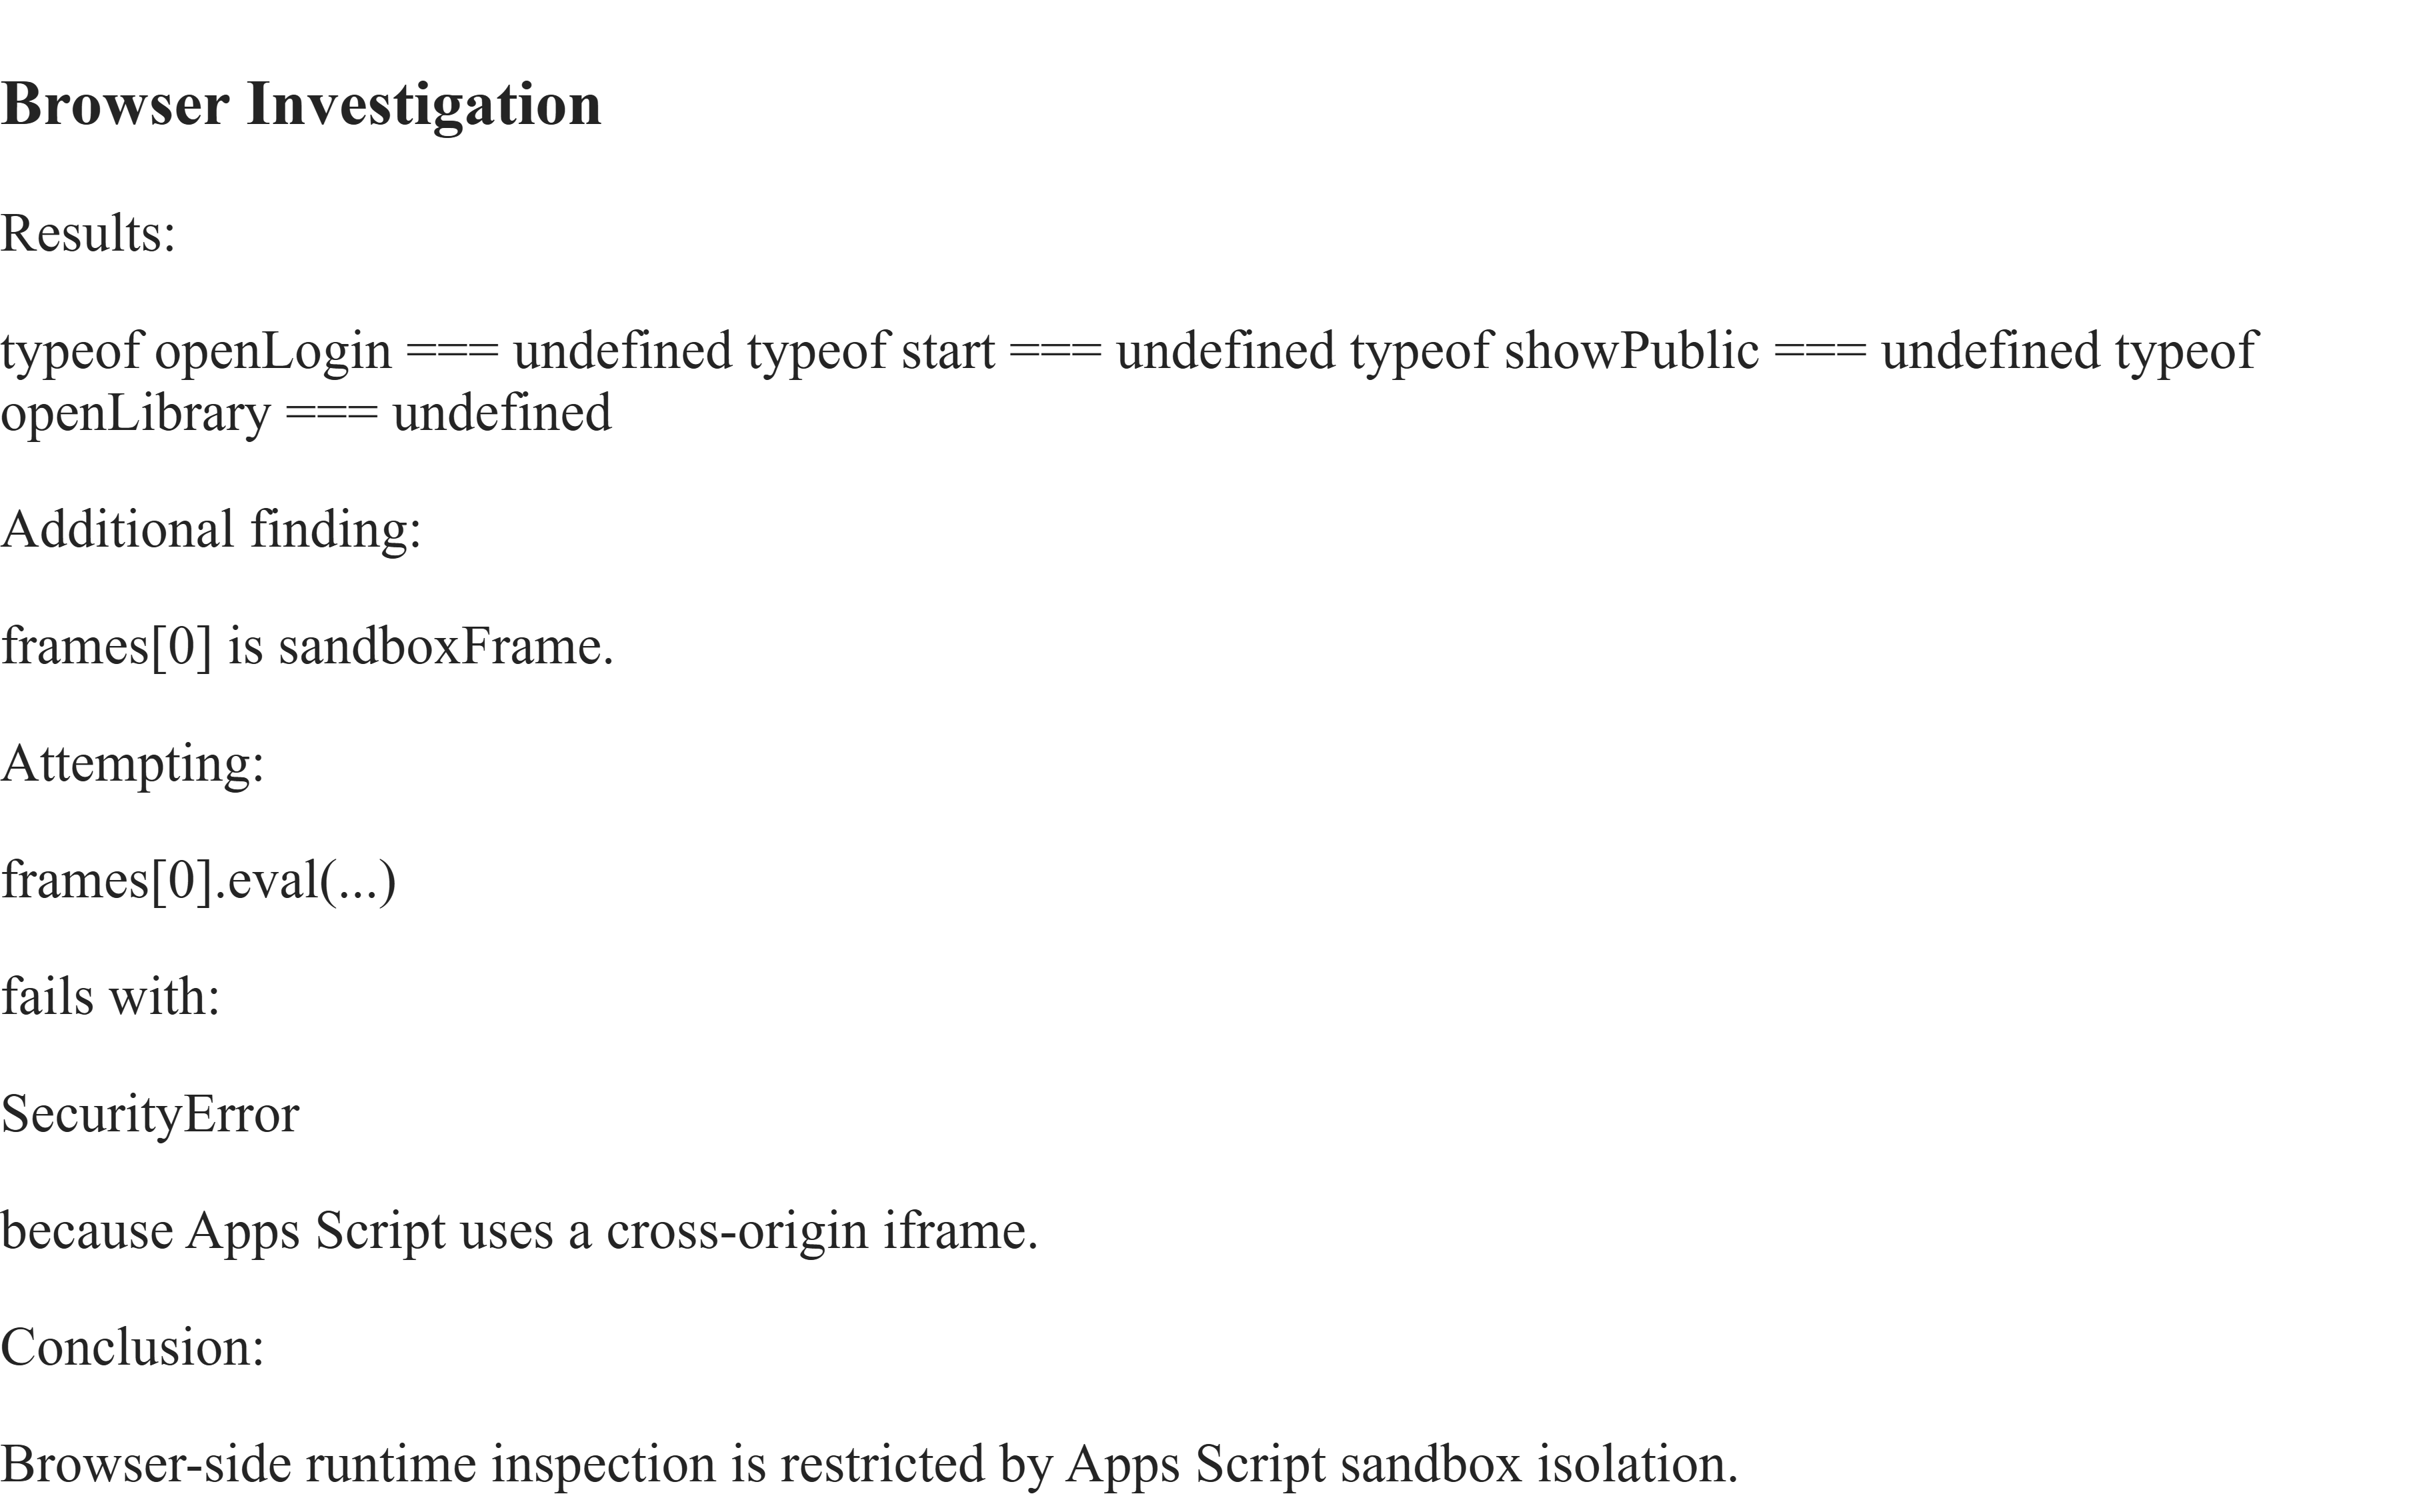 Browser Investigation
Results:
typeof openLogin === undefined typeof start === undefined typeof showPublic === undefined typeof
openLibrary === undefined
Additional finding:
frames[0] is sandboxFrame.
Attempting:
frames[0].eval(...)
fails with:
SecurityError
because Apps Script uses a cross-origin iframe.
Conclusion:
Browser-side runtime inspection is restricted by Apps Script sandbox isolation.